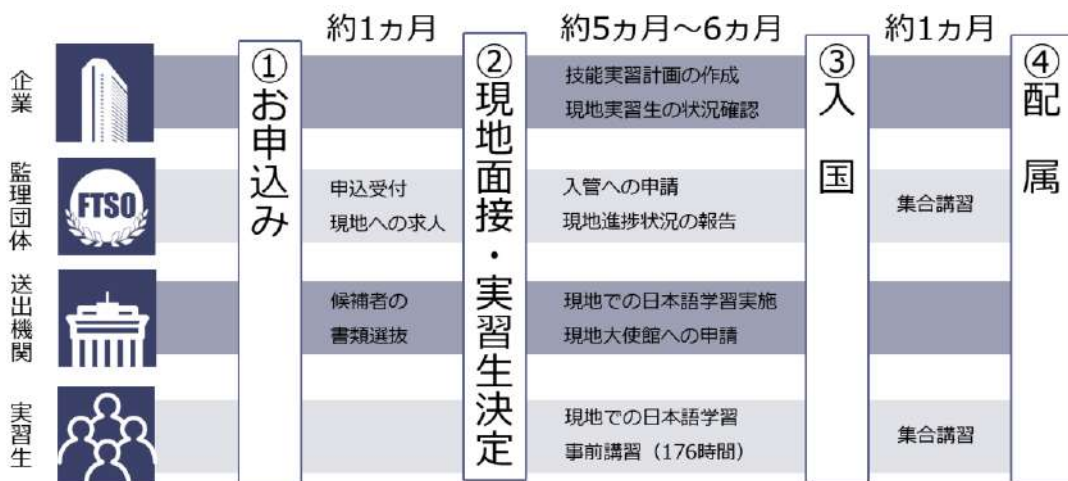 約1カ月
約5カ月～6カ月
約1カ月
①お申込み
②現地面接・実習生決定
③入国
④配属
企業
技能実習計画の作成
現地実習生の状況確認
監理団体
FTSO
申込受付
現地への求人
入管への申請
現地進捗状況の報告
集合講習
送出機関
候補者の
書類選抜
現地での日本語学習実施
現地大使館への申請
実習生
現地での日本語学習
事前講習（176時間）
集合講習